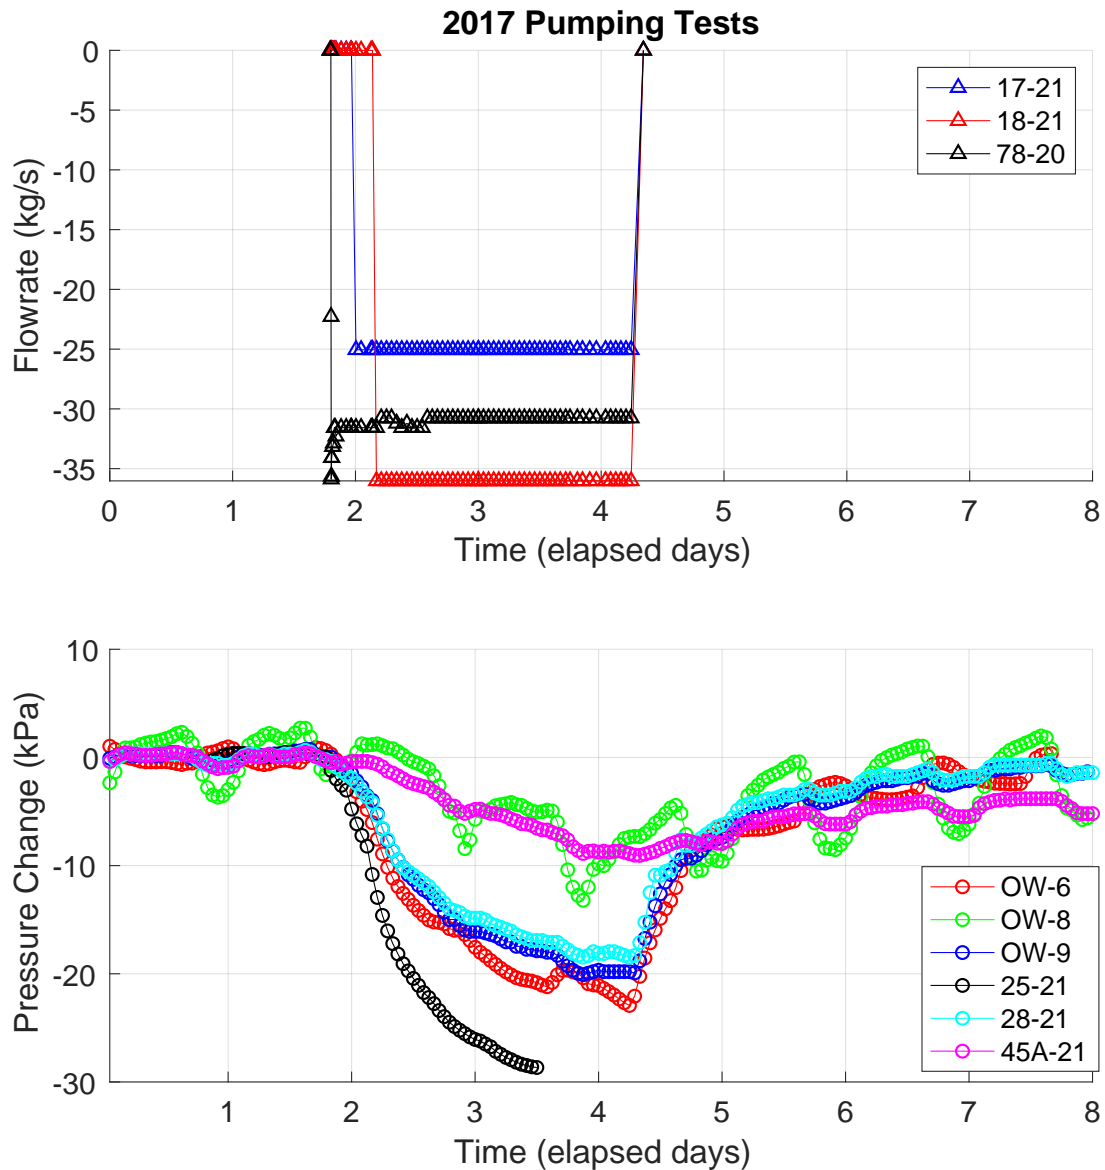 2017 Pumping Tests
0
-5
-10
-15
-20
-25
-30
-35
Flowrate (kg/s)
17-21
18-21
78-20
0 1 2 3 4 5 6 7 8
Time (elapsed days)
10
0
-10
-20
-30
Pressure Change (kPa)
OW-6
OW-8
OW-9
25-21
28-21
45A-21
1 2 3 4 5 6 7 8
Time (elapsed days)